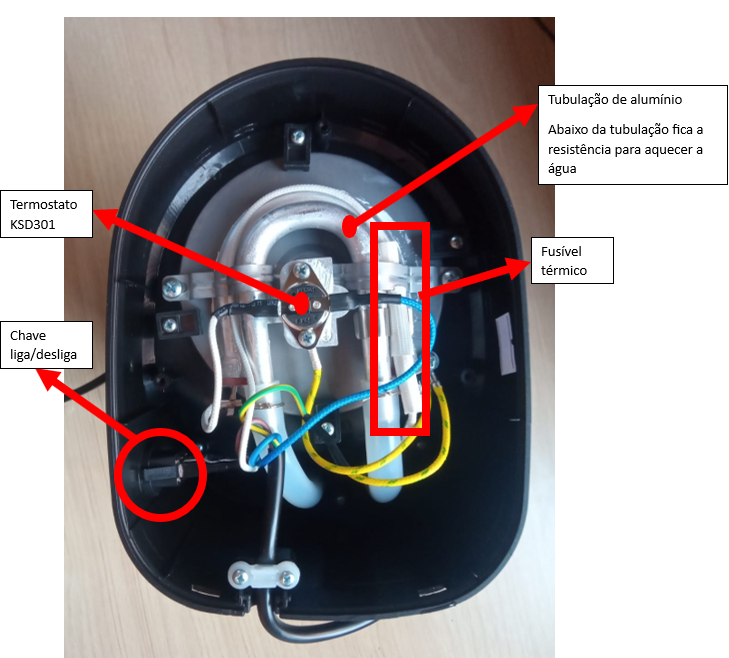 Tubulação de alumínio
Abaixo da tubulação fica a
resistência para aquecer a
água
Termostato
KSD301
Fusível
térmico
Chave
liga/desliga